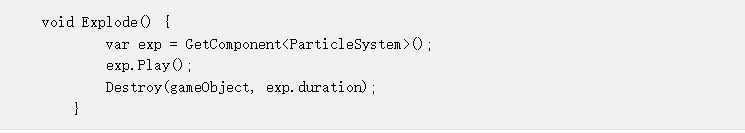 void Explode() {
var exp = GetComponent<ParticleSystem>();
exp.Play();
Destroy(gameObject, exp.duration);
}